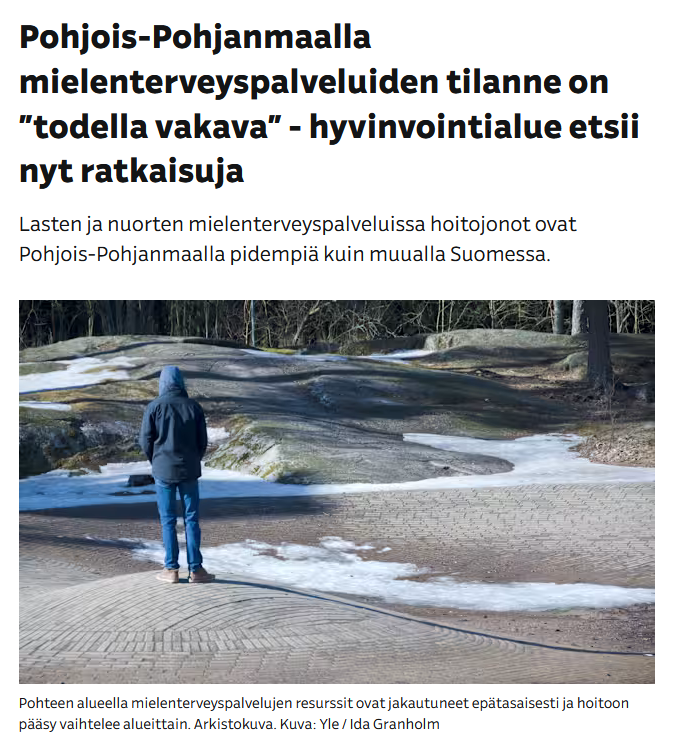 Pohjois-Pohjanmaalla
mielenterveyspalveluiden tilanne on
”todella vakava” - hyvinvointialue etsii
nyt ratkaisuja
Lasten ja nuorten mielenterveyspalveluissa hoitojonot ovat
Pohjois-Pohjanmaalla pidempiä kuin muualla Suomessa.
Pohteen alueella mielenterveyspalvelujen resurssit ovat jakautuneet epätasaisesti ja hoitoon
pääsy vaihtelee alueittain. Arkistokuva. Kuva: Yle / Ida Granholm